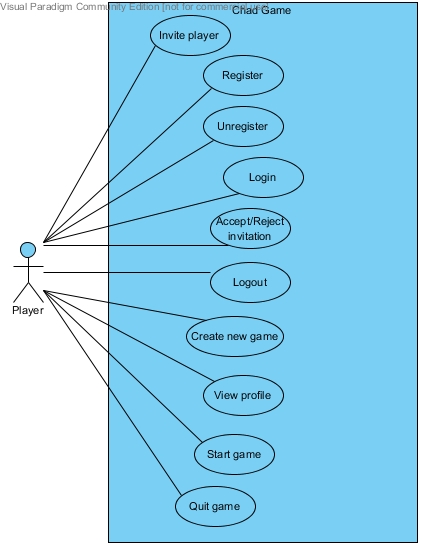 Visual Paradigm Community Edition [not for commercial use]
Chad Game
Invite player
Register
Unregister
Login
Accept/Reject
invitation
Logout
Player
Create new game
View profile
Start game
Quit game